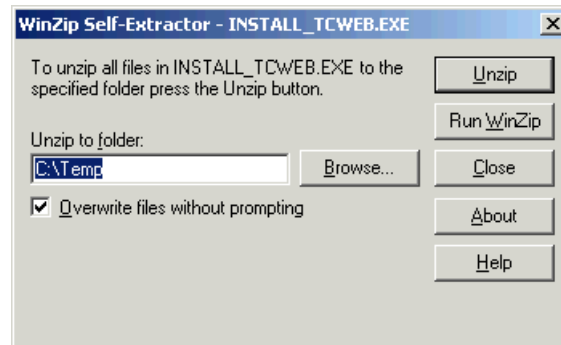 WinZip Self-Extractor - INSTALL_TCWEB.EXE
To unzip all files in INSTALL_TCWEB.EXE to the
specified folder press the Unzip button.
Unzip
Run WinZip
Unzip to folder:
C:\Temp
Browse...
Close
Overwrite files without prompting
About
Help